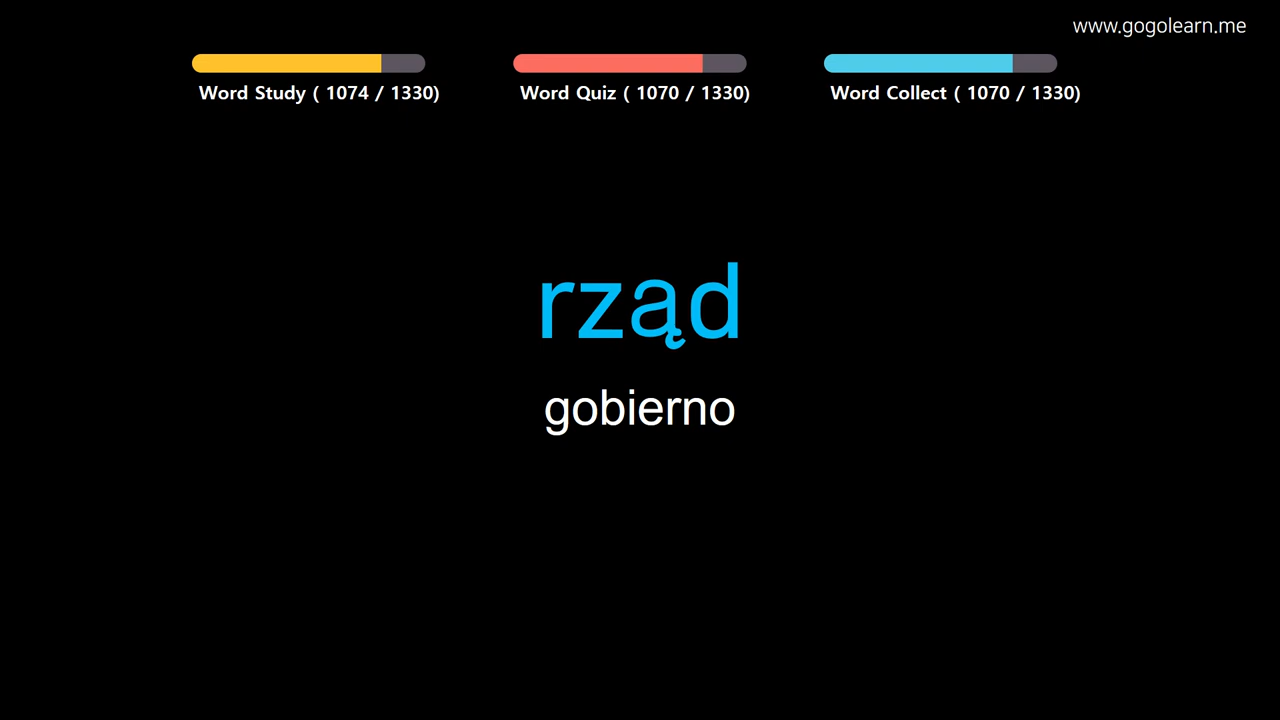 www.gogolearn.me
Word Study ( 1074 / 1330)
Word Quiz ( 1070 / 1330)
Word Collect ( 1070 / 1330)
rząd
gobierno